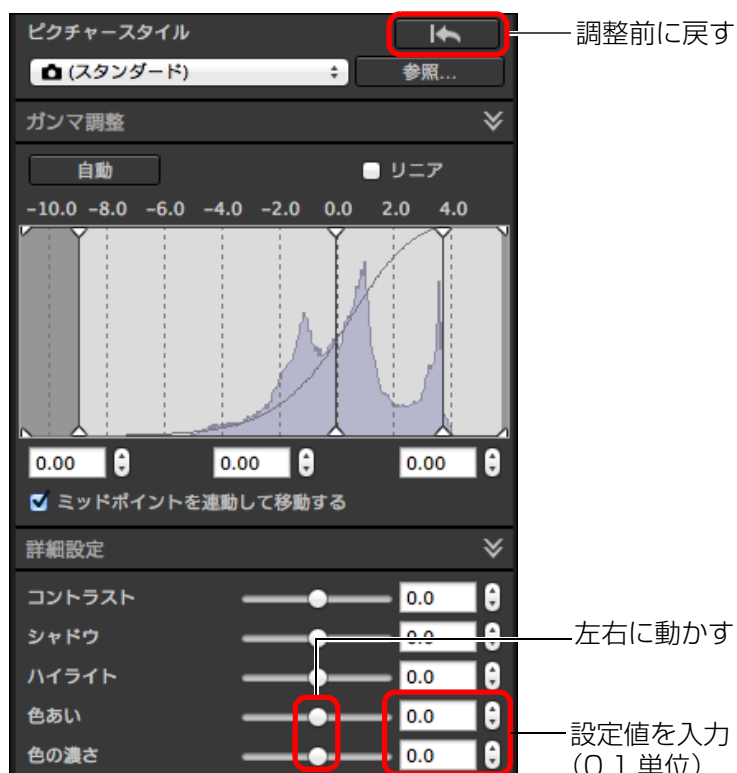 ピクチャースタイル
調整前に戻す
(スタンダード)
参照...
ガンマ調整
自動
リニア
-10.0 -8.0 -6.0 -4.0 -2.0 0.0 2.0 4.0
0.00 0.00 0.00
ミッドポイントを連動して移動する
詳細設定
コントラスト 0.0
シャドウ 0.0
左右に動かす
ハイライト 0.0
色あい 0.0
設定値を入力
(0.1単位)
色の濃さ 0.0